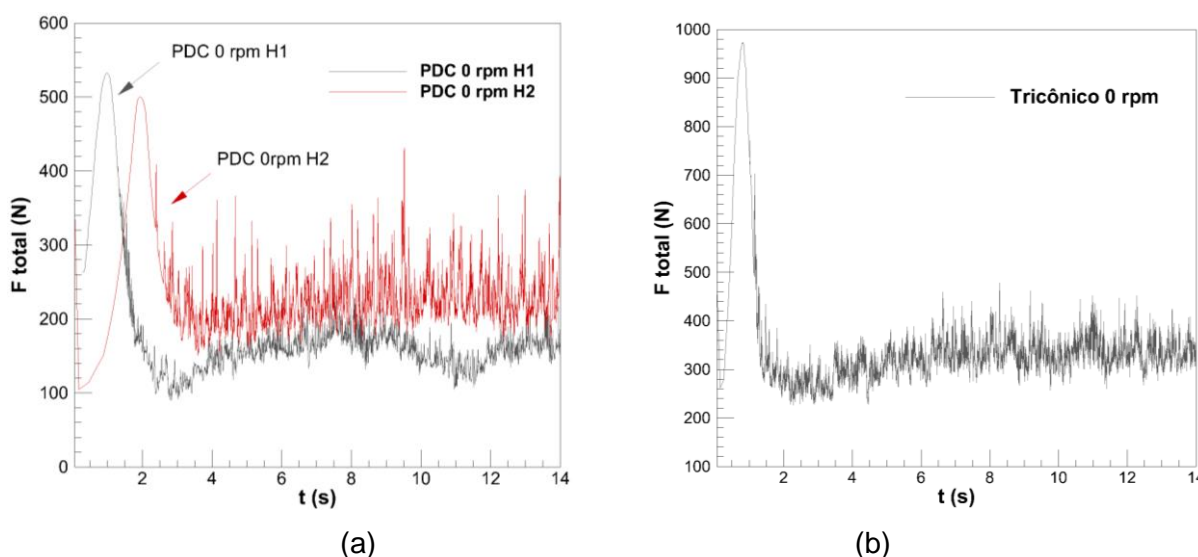 600
500
400
300
200
100
0
F total (N)
2
4
6
8
10
12
14
t (s)
PDC 0 rpm H1
PDC 0rpm H2
PDC 0 rpm H1
PDC 0 rpm H2
(a)
1000
900
800
700
600
500
400
300
200
100
F total (N)
2
4
6
8
10
12
14
t (s)
Tricônico 0 rpm
(b)